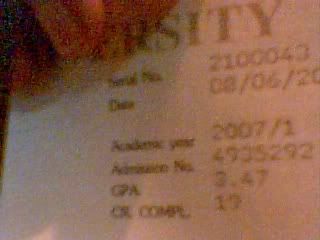 ERSITY
Serial No. 2100043
Date 08/06/20
Academic year 2007/1
Admission No. 4935292
GPA 3.47
CR. COMPL. 19